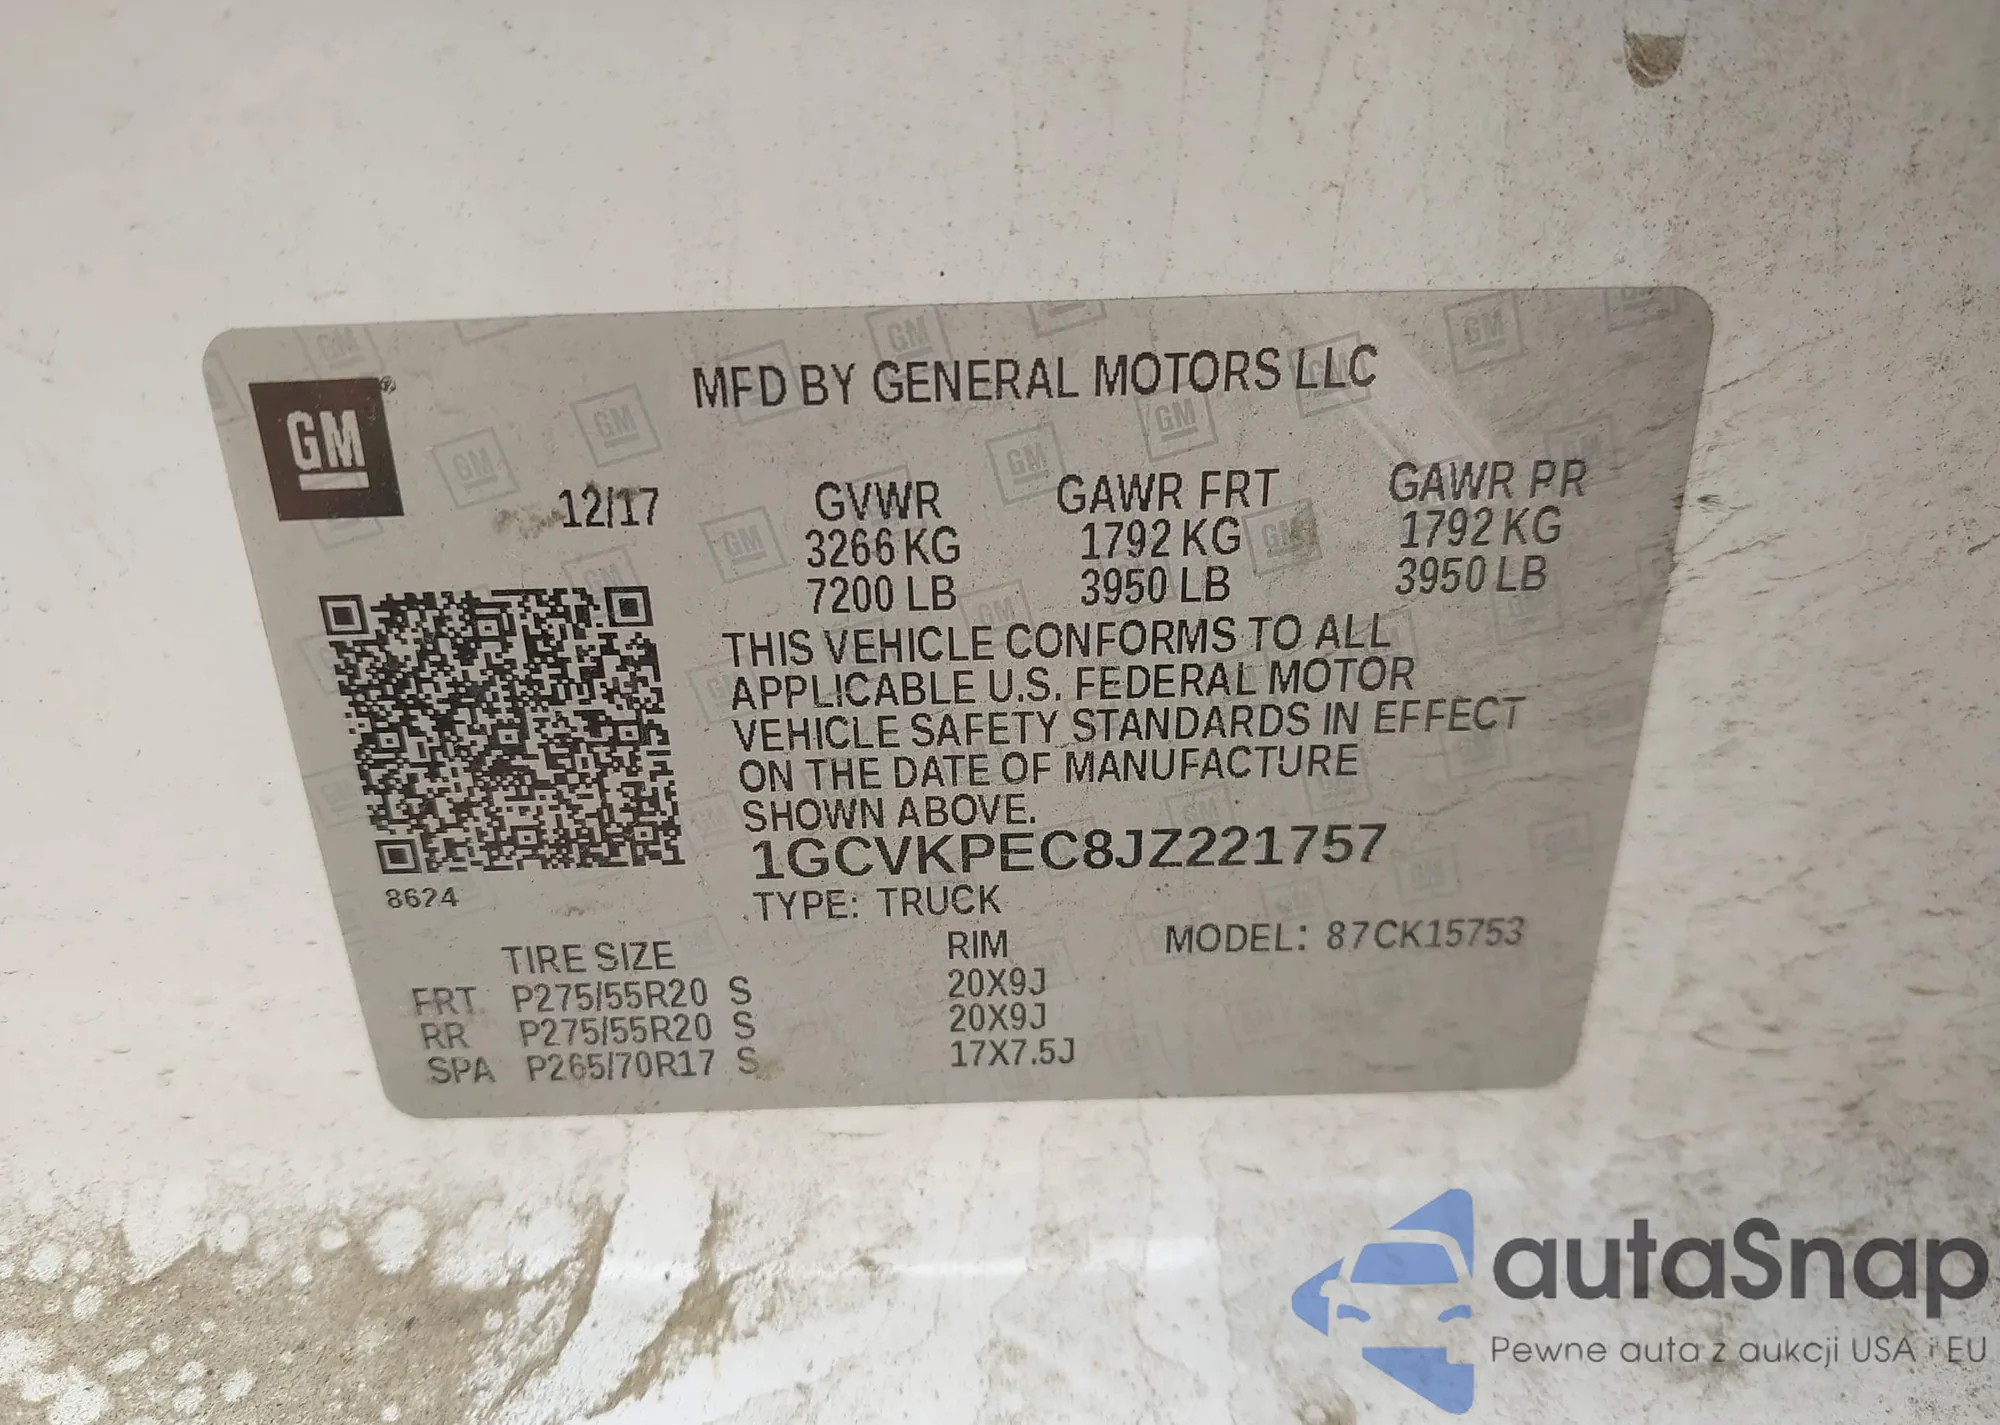 MFD BY GENERAL MOTORS LLC
GM
®
12/17
GVWR GAWR FRT GAWR PR
3266 KG 1792 KG 1792 KG
7200 LB 3950 LB 3950 LB
THIS VEHICLE CONFORMS TO ALL
APPLICABLE U.S. FEDERAL MOTOR
VEHICLE SAFETY STANDARDS IN EFFECT
ON THE DATE OF MANUFACTURE
SHOWN ABOVE.
1GCVKPEC8JZ221757
8624
TYPE: TRUCK
MODEL: 87CK15753
TIRE SIZE RIM
FRT P275/55R20 S 20X9J
RR P275/55R20 S 20X9J
SPA P265/70R17 S 17X7.5J
autaSnap
Pewne auta z aukcji USA i EU